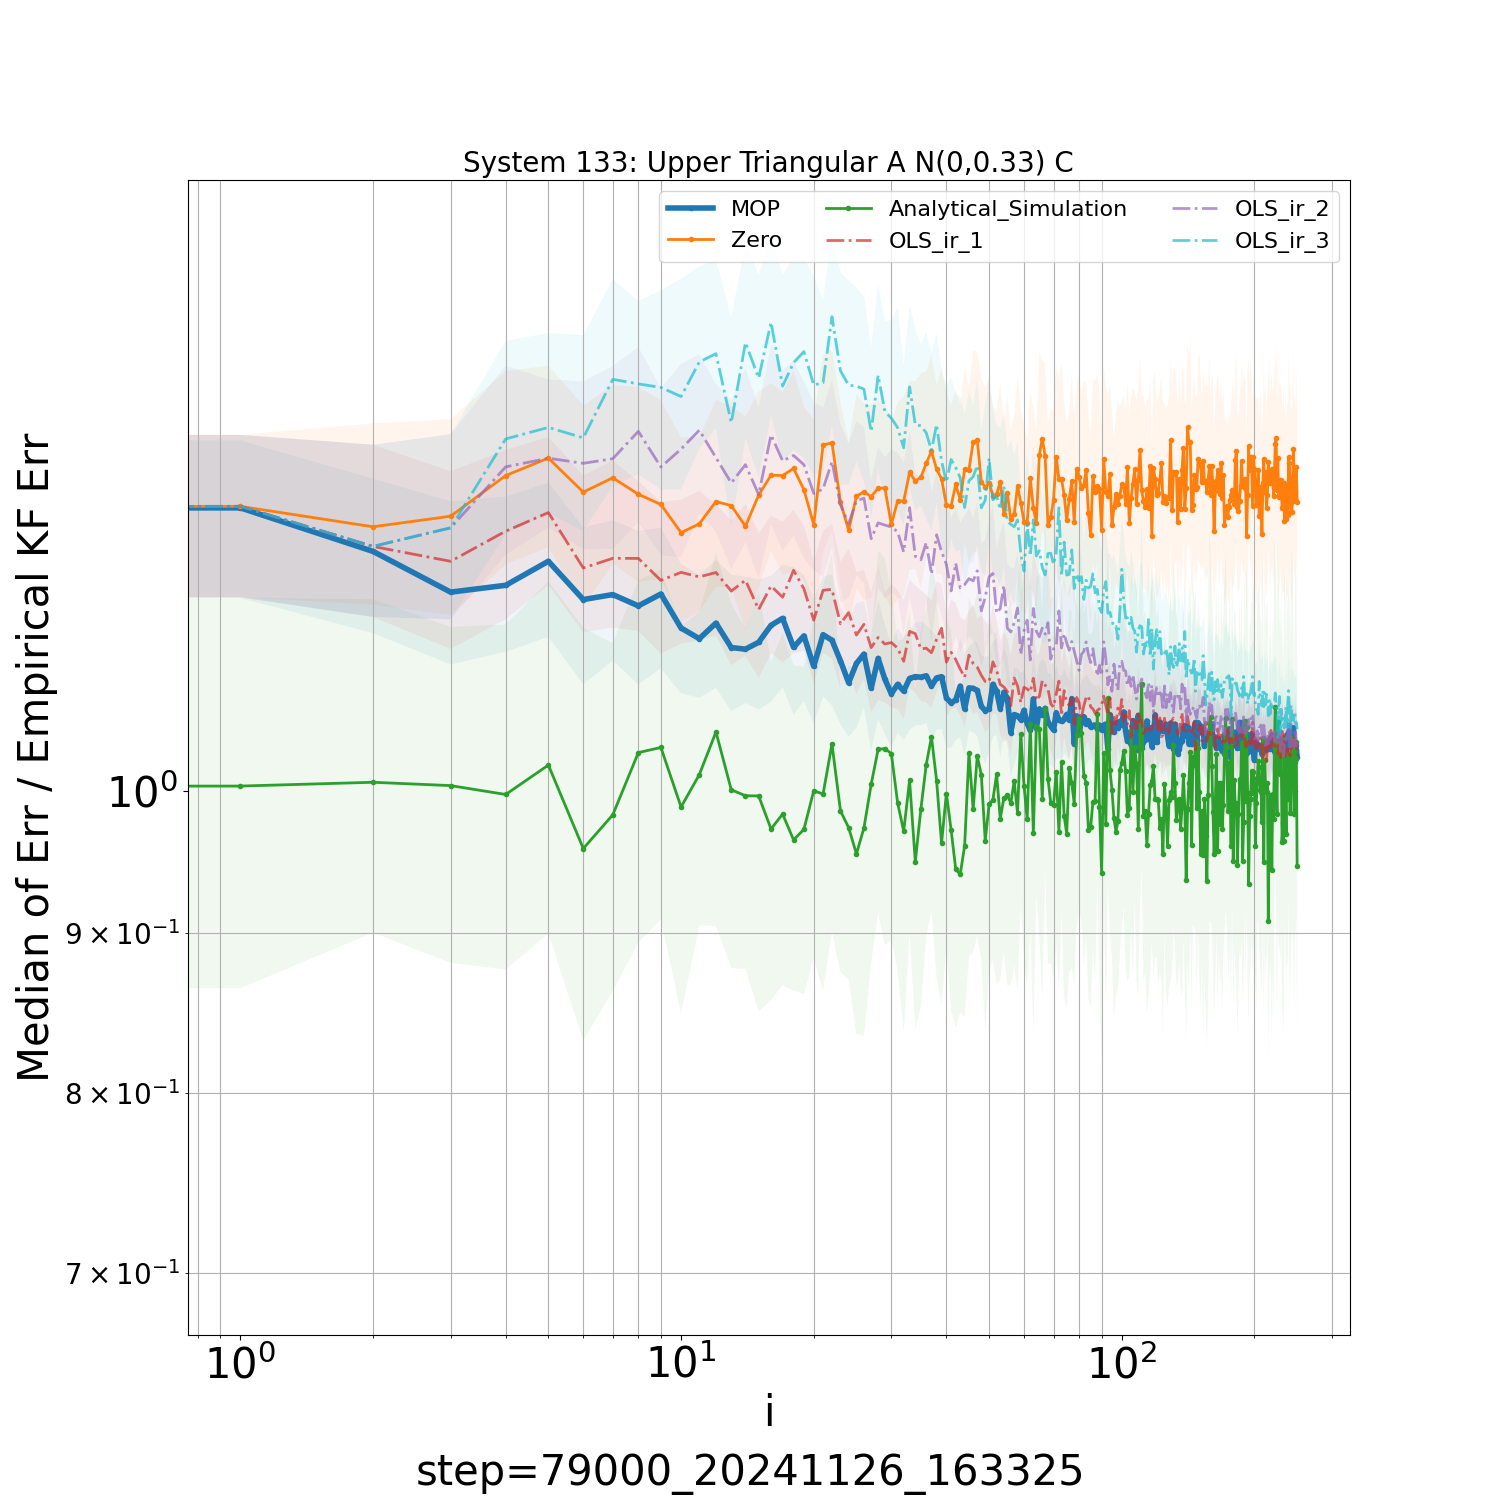 System 133: Upper Triangular A N(0,0.33) C
MOP
Zero
Analytical_Simulation
OLS_ir_1
OLS_ir_2
OLS_ir_3
Median of Err / Empirical KF Err
10⁰
9 × 10⁻¹
8 × 10⁻¹
7 × 10⁻¹
10⁰
10¹
10²
i
step=79000_20241126_163325